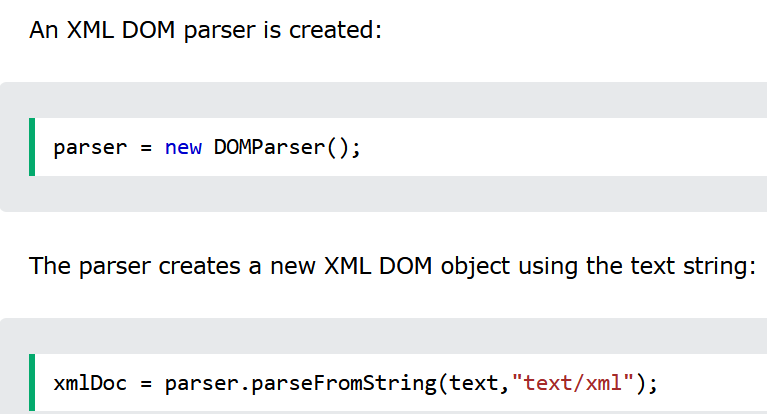 An XML DOM parser is created:
parser = new DOMParser();
The parser creates a new XML DOM object using the text string:
xmlDoc = parser.parseFromString(text,"text/xml");